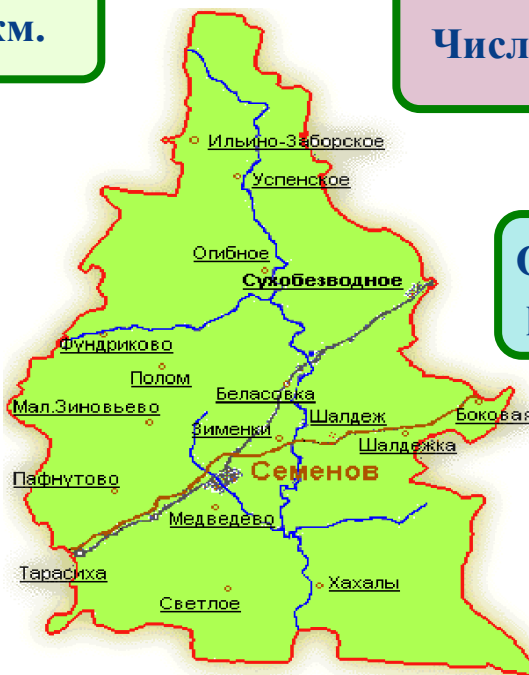 км.
Числ
Ильино-Заборское
Успенское
Огибное
Сухобезводное
Фундриково
Полом
Беласовка
Мал.Зиновьево
Шалдеж
Боковая
Зименки
Шалдежка
Семенов
Пафнутово
Медведево
Тарасиха
Хахалы
Светлое